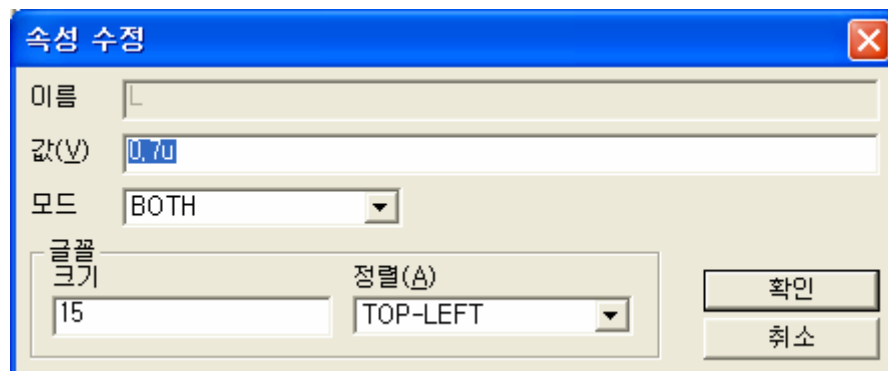 속성 수정
이름 L
값(V) 0.7u
모드 BOTH
글꼴
크기 정렬(A)
15 TOP-LEFT
확인
취소